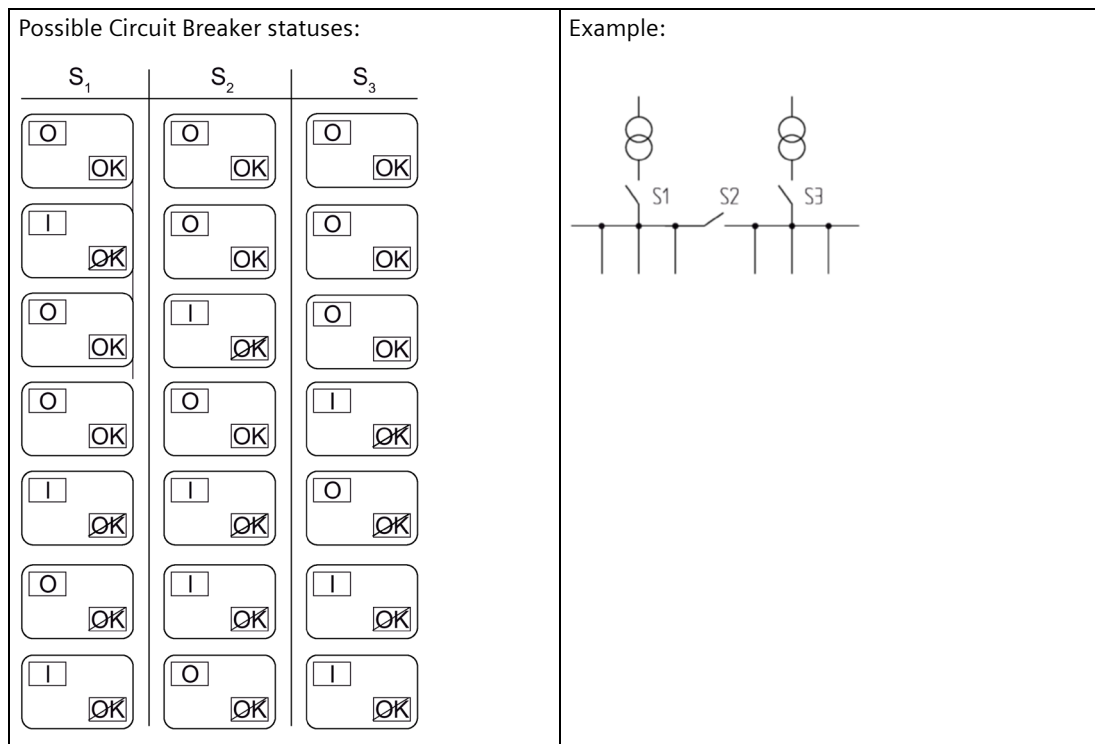 Possible Circuit Breaker statuses:
S1 S2 S3
O O O
OK OK OK
I O O
OK OK OK
O I O
OK OK OK
O O I
OK OK OK
I I O
OK OK OK
O I I
OK OK OK
I O I
OK OK OK
Example:
S1 S2 S3